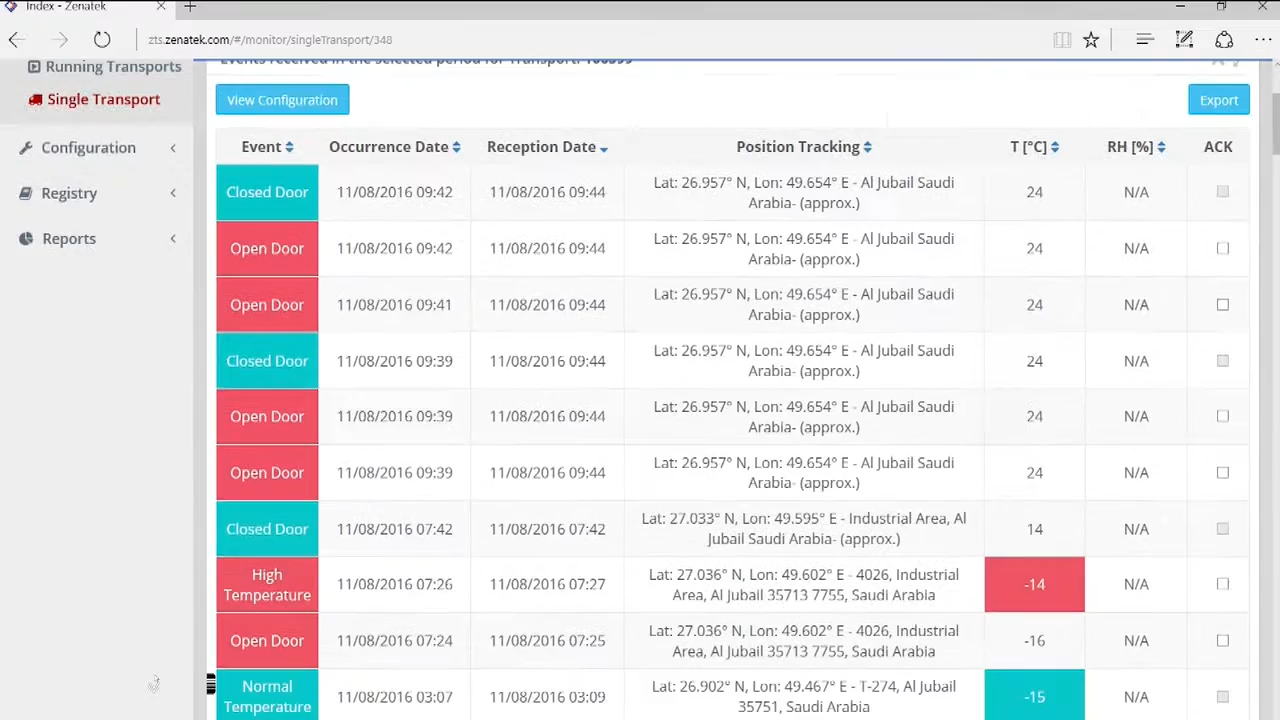 Index - Zenatek
zts.zenatek.com/#/monitor/singleTransport/348
Running Transports
Single Transport
Configuration
Registry
Reports
Events received in the selected period for Transport: 100399
View Configuration
Export
Event Occurrence Date Reception Date Position Tracking T [°C] RH [%] ACK
Closed Door 11/08/2016 09:42 11/08/2016 09:44 Lat: 26.957° N, Lon: 49.654° E - Al Jubail Saudi
Arabia- (approx.) 24 N/A
Open Door 11/08/2016 09:42 11/08/2016 09:44 Lat: 26.957° N, Lon: 49.654° E - Al Jubail Saudi
Arabia- (approx.) 24 N/A
Open Door 11/08/2016 09:41 11/08/2016 09:44 Lat: 26.957° N, Lon: 49.654° E - Al Jubail Saudi
Arabia- (approx.) 24 N/A
Closed Door 11/08/2016 09:39 11/08/2016 09:44 Lat: 26.957° N, Lon: 49.654° E - Al Jubail Saudi
Arabia- (approx.) 24 N/A
Open Door 11/08/2016 09:39 11/08/2016 09:44 Lat: 26.957° N, Lon: 49.654° E - Al Jubail Saudi
Arabia- (approx.) 24 N/A
Open Door 11/08/2016 09:39 11/08/2016 09:44 Lat: 26.957° N, Lon: 49.654° E - Al Jubail Saudi
Arabia- (approx.) 24 N/A
Closed Door 11/08/2016 07:42 11/08/2016 07:42 Lat: 27.033° N, Lon: 49.595° E - Industrial Area, Al
Jubail Saudi Arabia- (approx.) 14 N/A
High
Temperature 11/08/2016 07:26 11/08/2016 07:27 Lat: 27.036° N, Lon: 49.602° E - 4026, Industrial
Area, Al Jubail 35713 7755, Saudi Arabia -14 N/A
Open Door 11/08/2016 07:24 11/08/2016 07:25 Lat: 27.036° N, Lon: 49.602° E - 4026, Industrial
Area, Al Jubail 35713 7755, Saudi Arabia -16 N/A
Normal
Temperature 11/08/2016 03:07 11/08/2016 03:09 Lat: 26.902° N, Lon: 49.467° E - T-274, Al Jubail
35751, Saudi Arabia -15 N/A